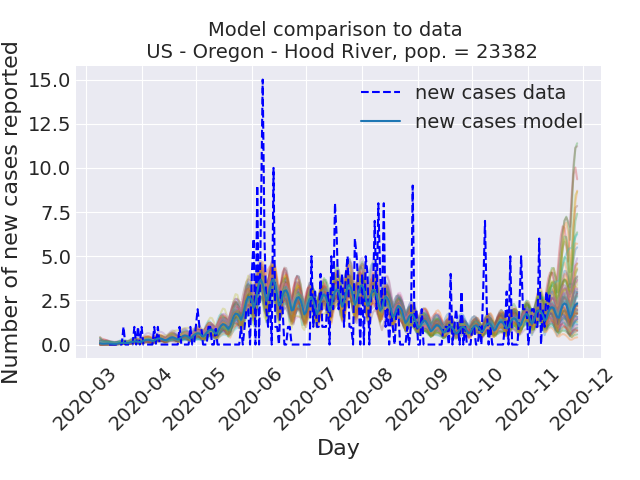 Model comparison to data
US - Oregon - Hood River, pop. = 23382
Number of new cases reported
15.0
12.5
10.0
7.5
5.0
2.5
0.0
new cases data
new cases model
2020-03
2020-04
2020-05
2020-06
2020-07
2020-08
2020-09
2020-10
2020-11
2020-12
Day